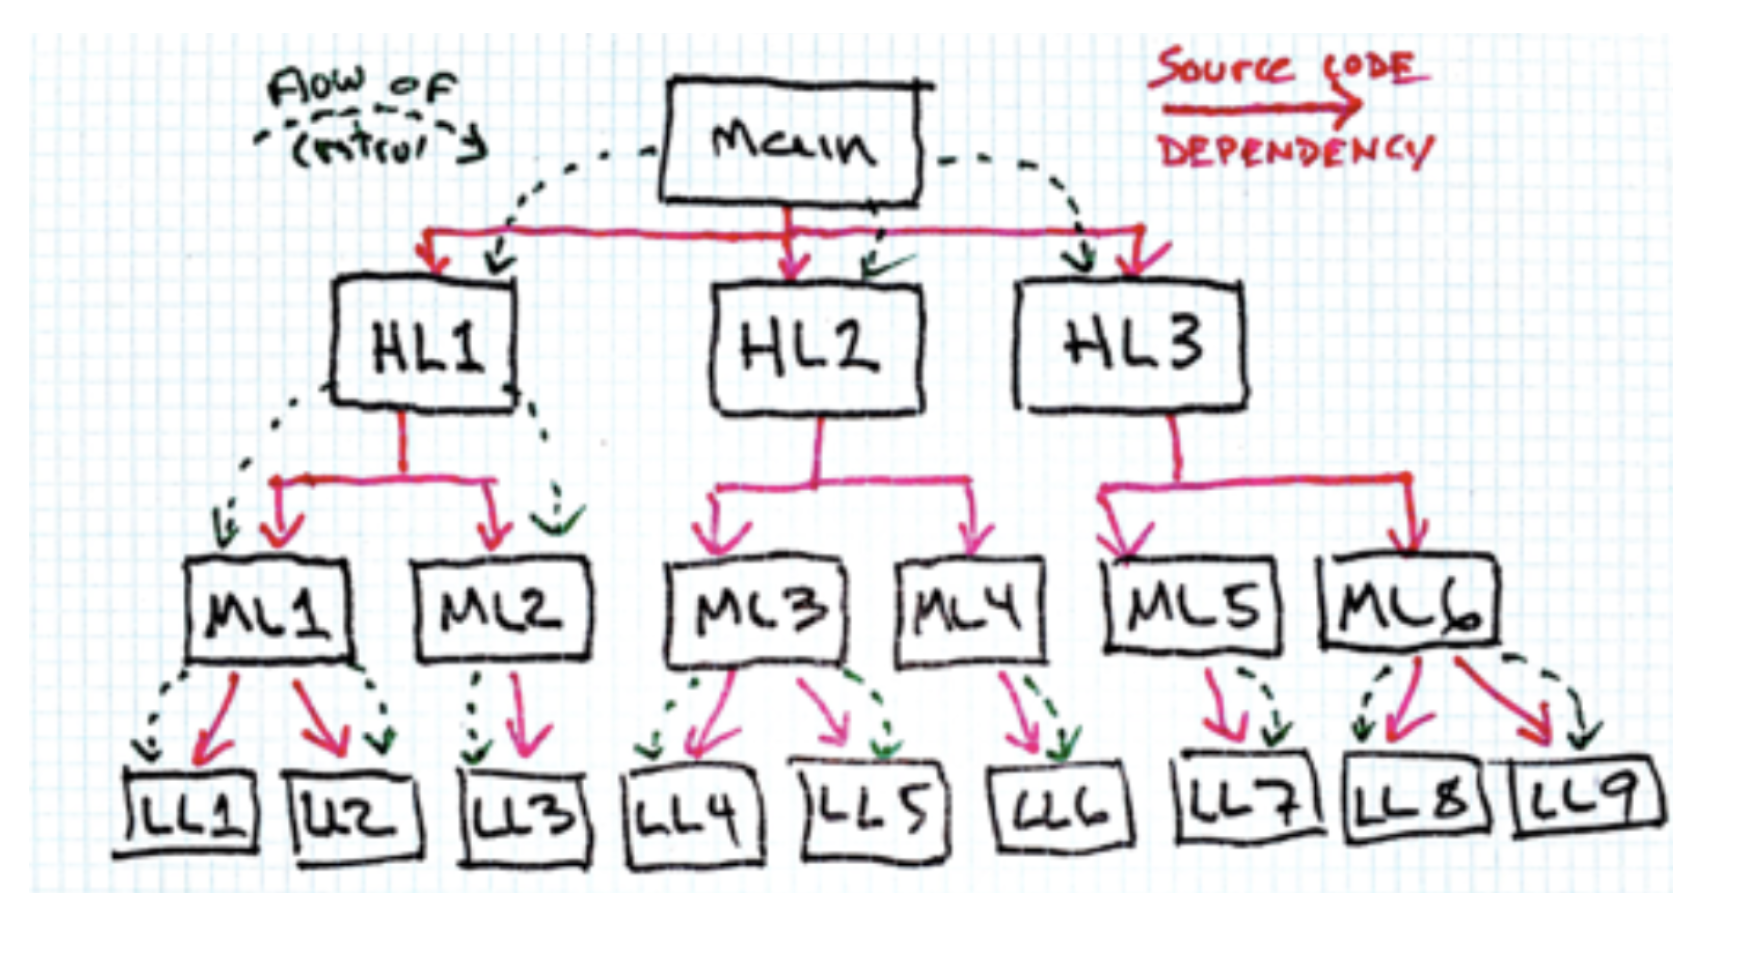 flow of
control
Source CODE
DEPENDENCY
Main
HL1
HL2
HL3
ML1
ML2
ML3
ML4
ML5
ML6
LL1
LL2
LL3
LL4
LL5
LL6
LL7
LL8
LL9